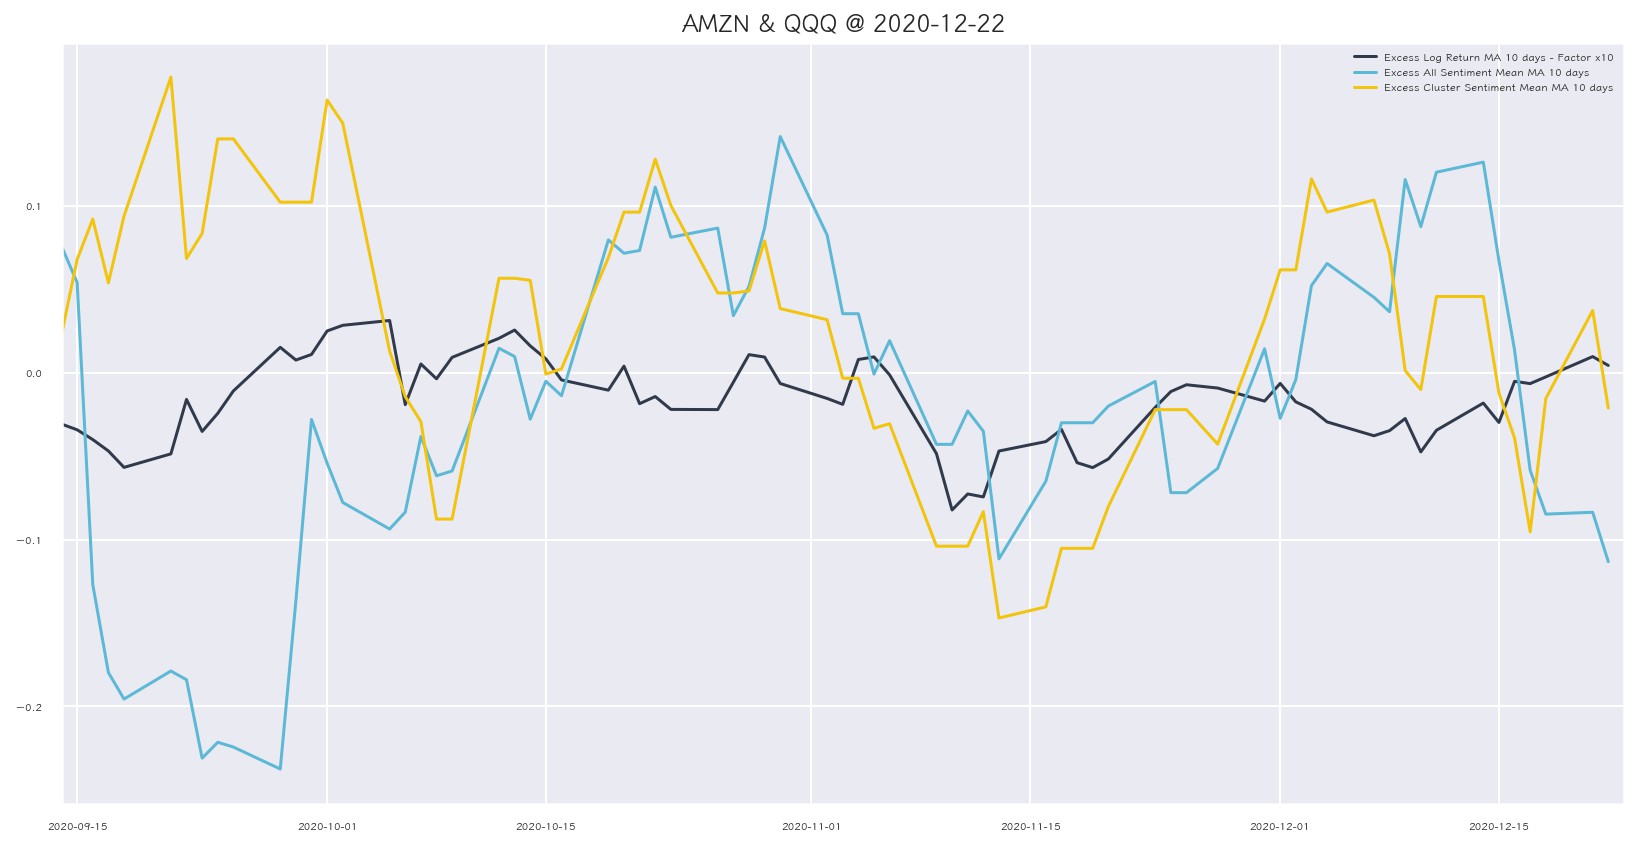 AMZN & QQQ @ 2020-12-22
Excess Log Return MA 10 days - Factor x10
Excess All Sentiment Mean MA 10 days
Excess Cluster Sentiment Mean MA 10 days
0.1
0.0
−0.1
−0.2
2020-09-15 2020-10-01 2020-10-15 2020-11-01 2020-11-15 2020-12-01 2020-12-15